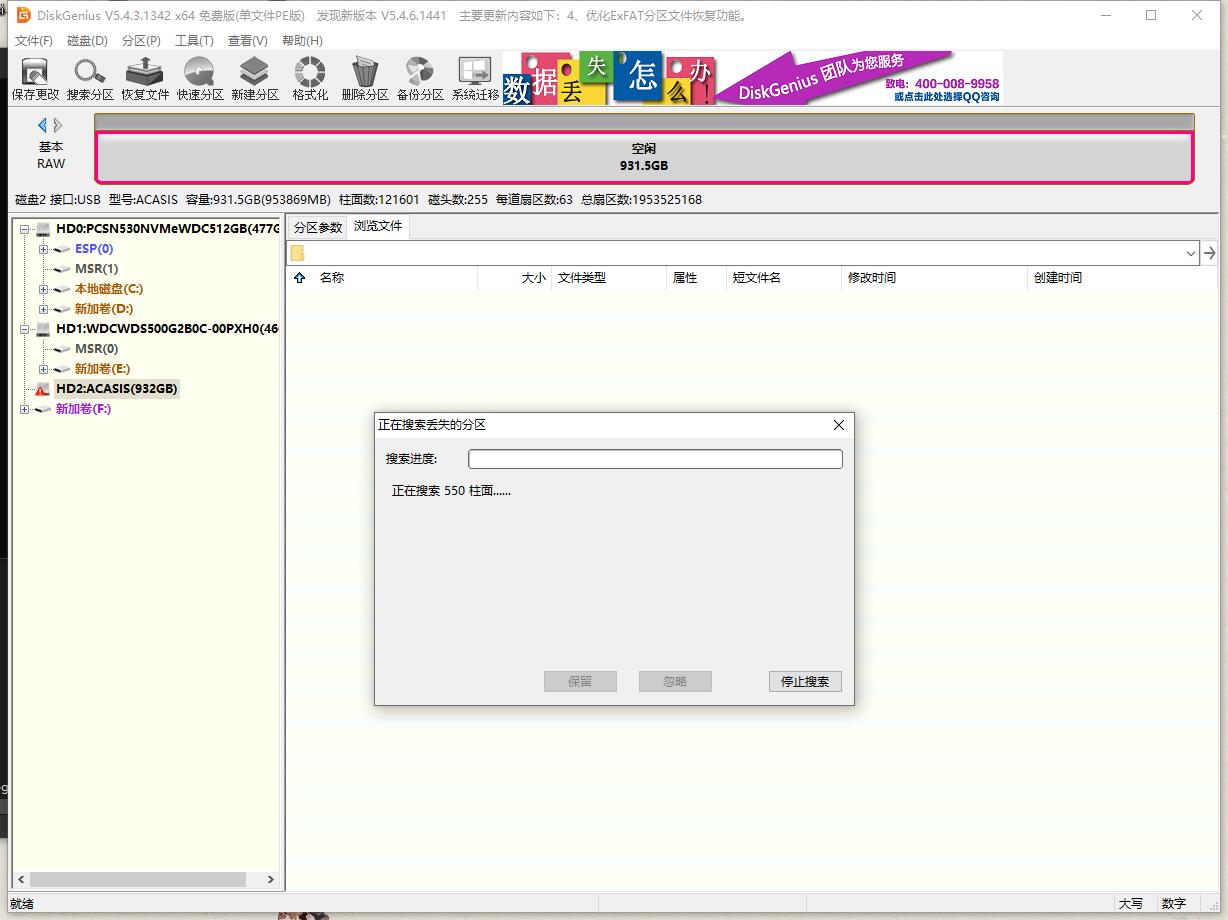 DiskGenius V5.4.3.1342 x64 免费版(单文件PE版) 发现新版本 V5.4.6.1441 主要更新内容如下：4、优化ExFAT分区文件恢复功能。
文件(F) 磁盘(D) 分区(P) 工具(T) 查看(V) 帮助(H)
保存更改 搜索分区 恢复文件 快速分区 新建分区 格式化 删除分区 备份分区 系统迁移
数据丢失怎么办!
DiskGenius 团队为您服务
致电：400-008-9958
或点击此处选择QQ咨询
基本
RAW
空闲
931.5GB
磁盘2 接口:USB 型号:ACASIS 容量:931.5GB(953869MB) 柱面数:121601 磁头数:255 每道扇区数:63 总扇区数:1953525168
HD0:PCSN530NVMeWDC512GB(477G
ESP(0)
MSR(1)
本地磁盘(C:)
新加卷(D:)
HD1:WDCWDS500G2B0C-00PXH0(46
MSR(0)
新加卷(E:)
HD2:ACASIS(932GB)
新加卷(F:)
分区参数 浏览文件
名称 大小 文件类型 属性 短文件名 修改时间 创建时间
正在搜索丢失的分区
搜索进度:
正在搜索 550 柱面......
保留 忽略 停止搜索
就绪 大写 数字